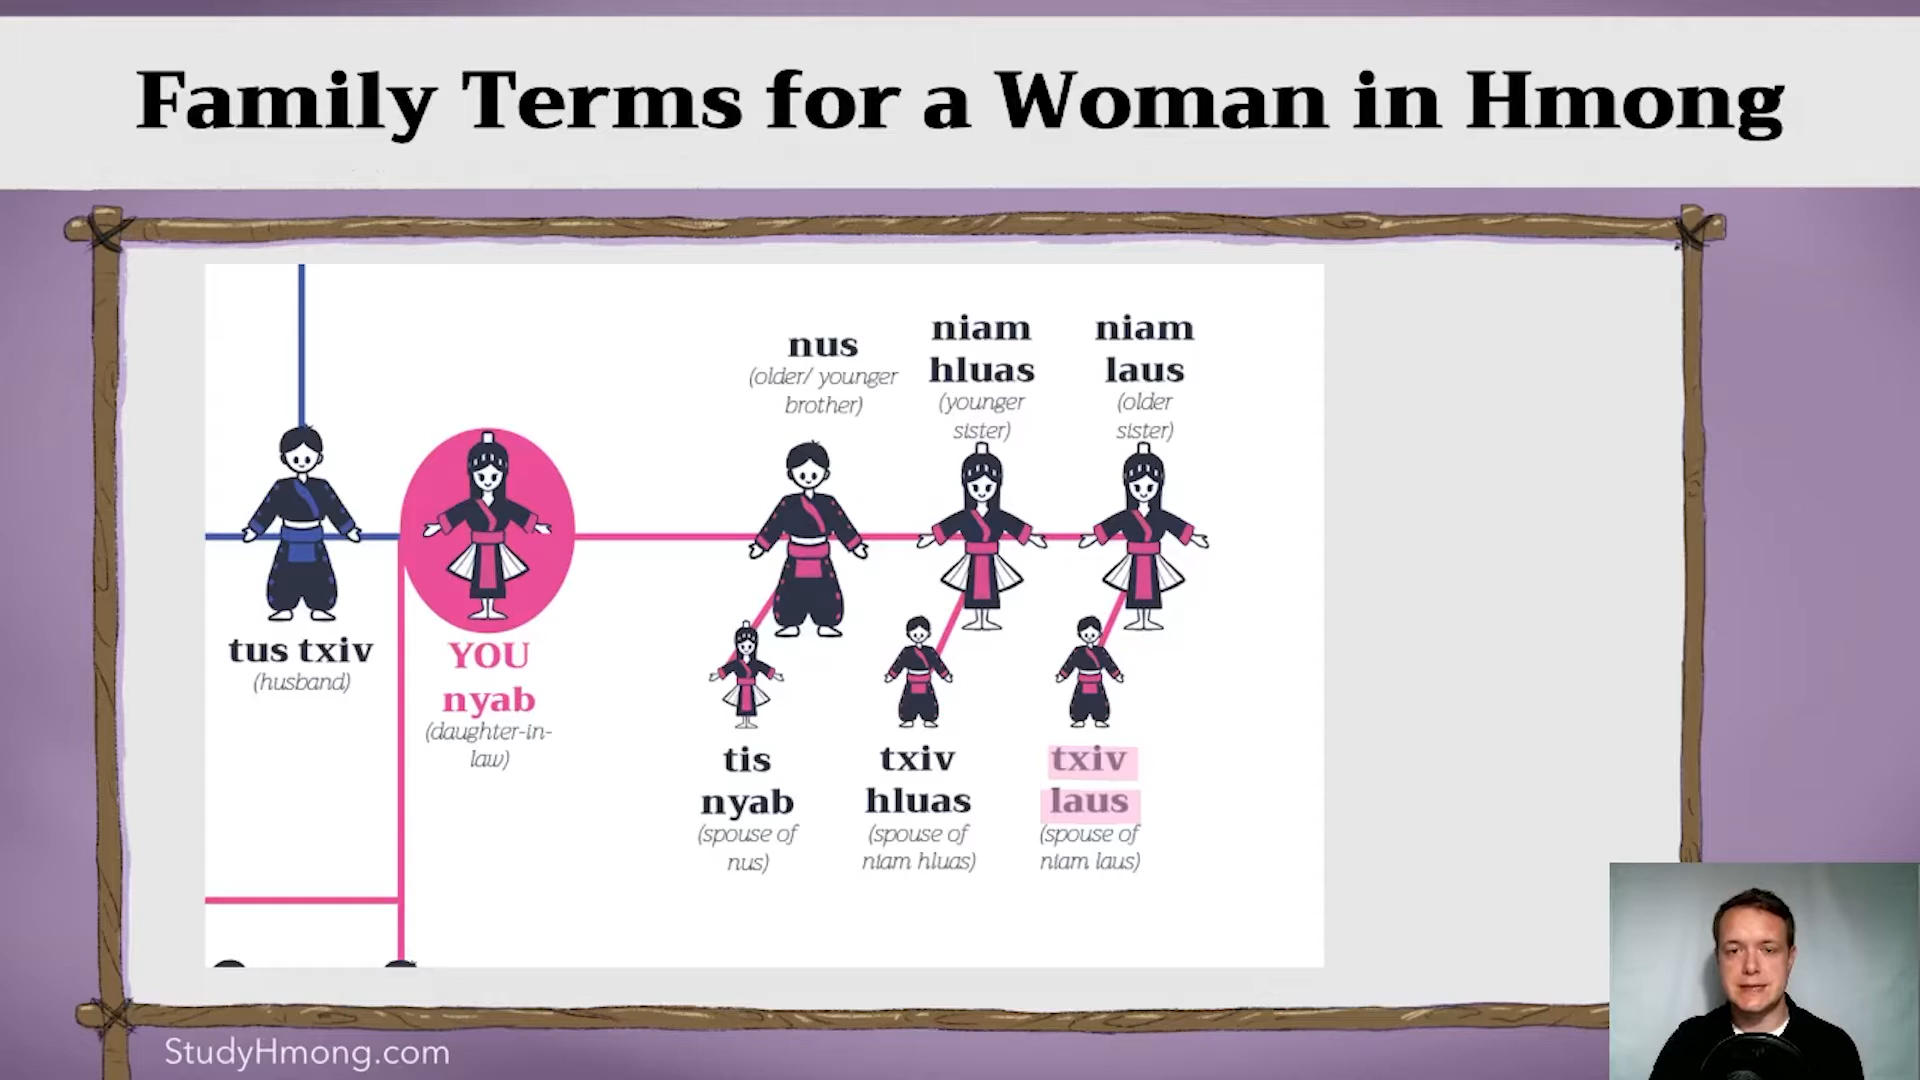 Family Terms for a Woman in Hmong
nus
(older/ younger
brother)
niam
hluas
(younger
sister)
niam
laus
(older
sister)
tus txiv
(husband)
YOU
nyab
(daughter-in-
law)
tis
nyab
(spouse of
nus)
txiv
hluas
(spouse of
niam hluas)
txiv
laus
(spouse of
niam laus)
StudyHmong.com